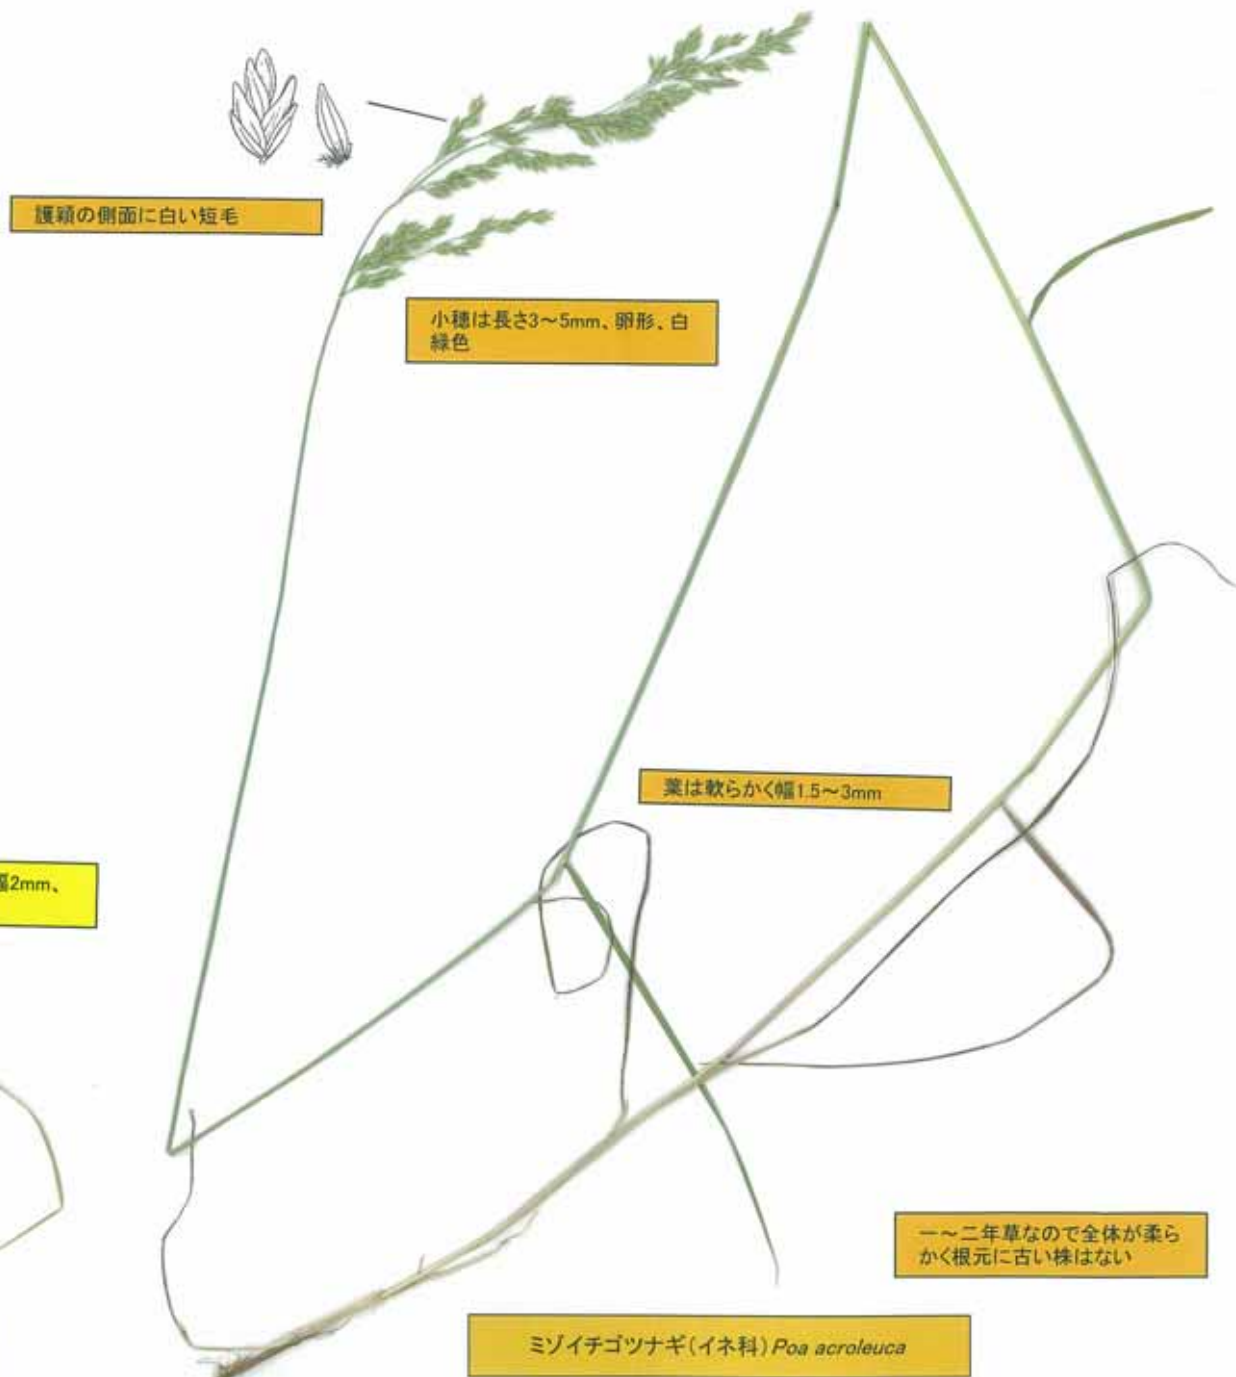 護穎の側面に白い短毛
小穂は長さ3～5mm、卵形、白
緑色
葉は軟らかく幅1.5～3mm
幅2mm、
一～二年草なので全体が柔ら
かく根元に古い株はない
ミゾイチゴツナギ(イネ科) Poa acroleuca